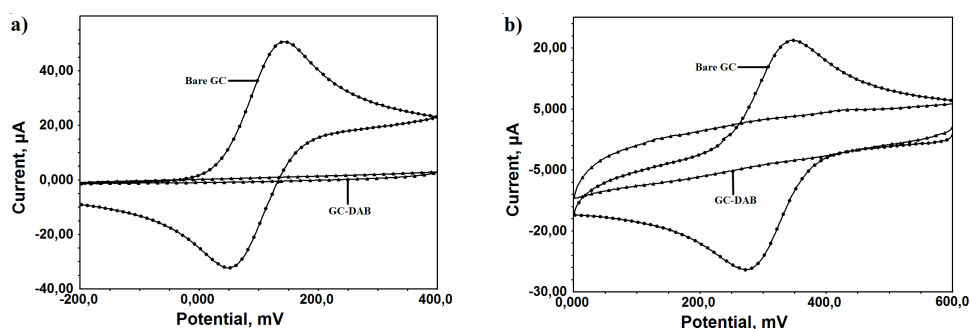 a)
Current, µA
40,00
20,00
0,000
-20,00
-40,00
Bare GC
GC-DAB
-200,0
0,000
200,0
400,0
Potential, mV
b)
Current, µA
20,00
5,000
-5,000
-20,00
-30,00
Bare GC
GC-DAB
0,000
200,0
400,0
600,0
Potential, mV